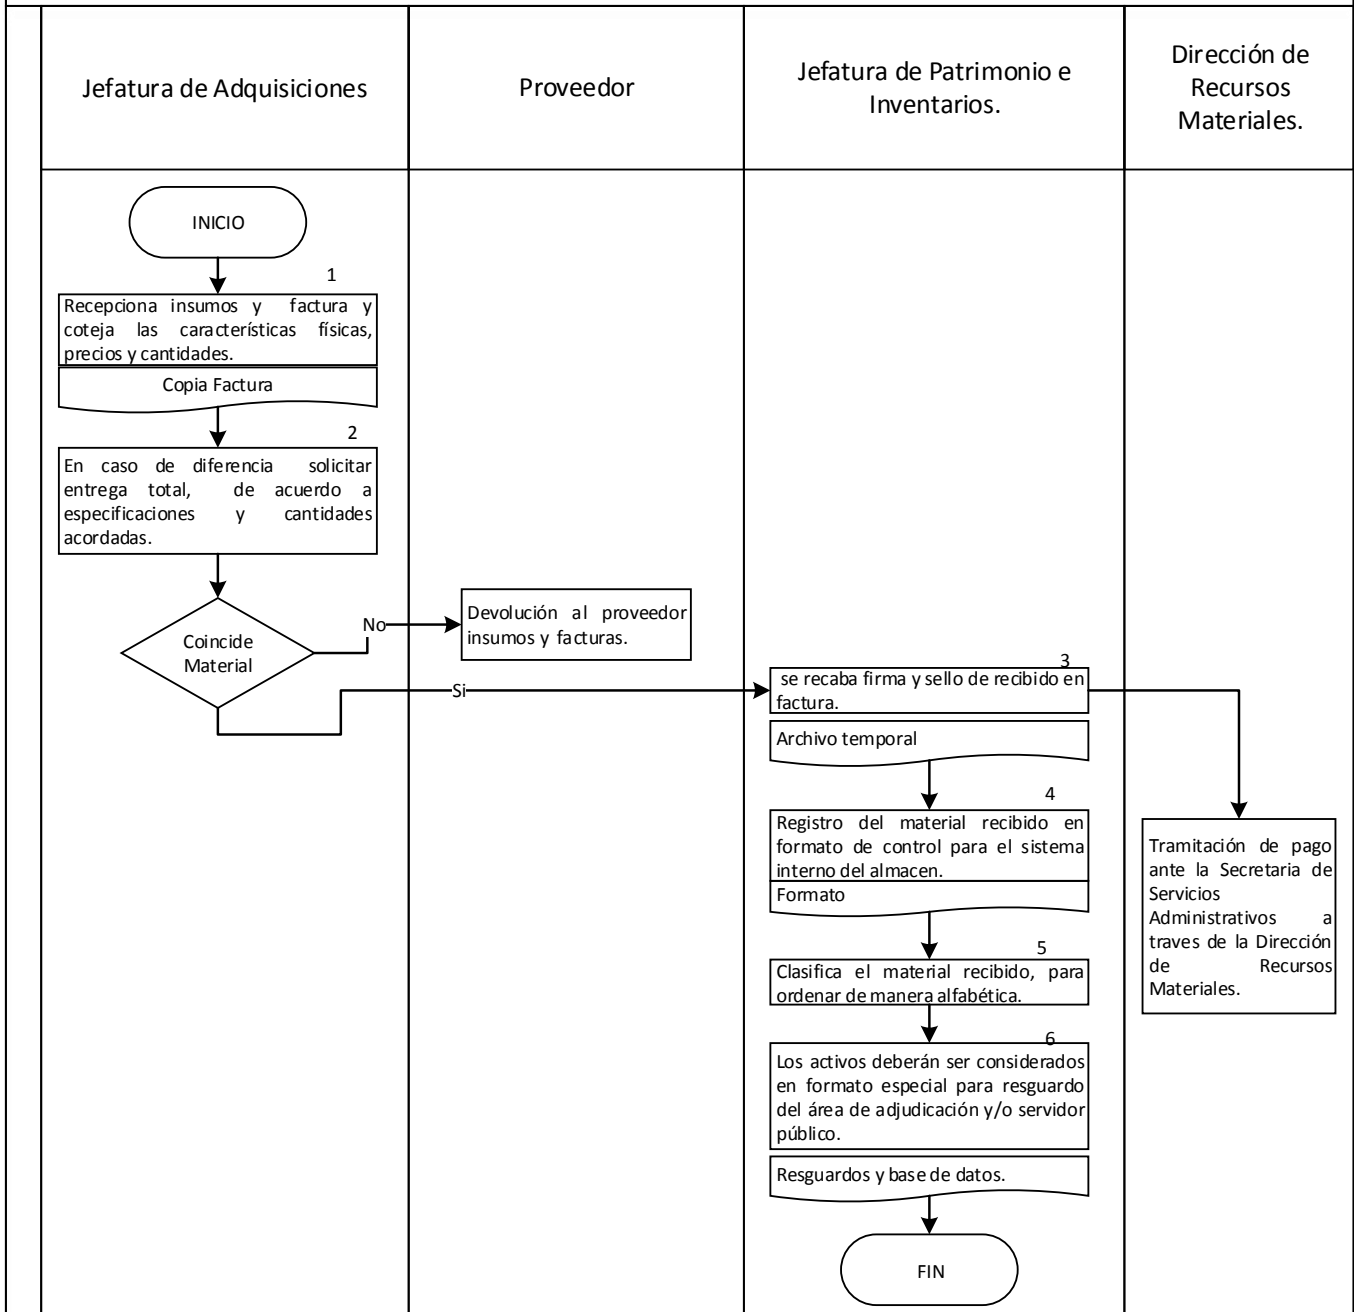 Jefatura de Adquisiciones
Proveedor
Jefatura de Patrimonio e
Inventarios.
Dirección de
Recursos
Materiales.
INICIO
1
Recepciona insumos y factura y
coteja las características físicas,
precios y cantidades.
Copia Factura
2
En caso de diferencia solicitar
entrega total, de acuerdo a
especificaciones y cantidades
acordadas.
Coincide
Material
No
Devolución al proveedor
insumos y facturas.
Si
3
se recaba firma y sello de recibido en
factura.
Archivo temporal
4
Registro del material recibido en
formato de control para el sistema
interno del almacen.
Formato
5
Clasifica el material recibido, para
ordenar de manera alfabética.
6
Los activos deberán ser considerados
en formato especial para resguardo
del área de adjudicación y/o servidor
público.
Resguardos y base de datos.
FIN
Tramitación de pago
ante la Secretaria de
Servicios
Administrativos a
traves de la Dirección
de Recursos
Materiales.